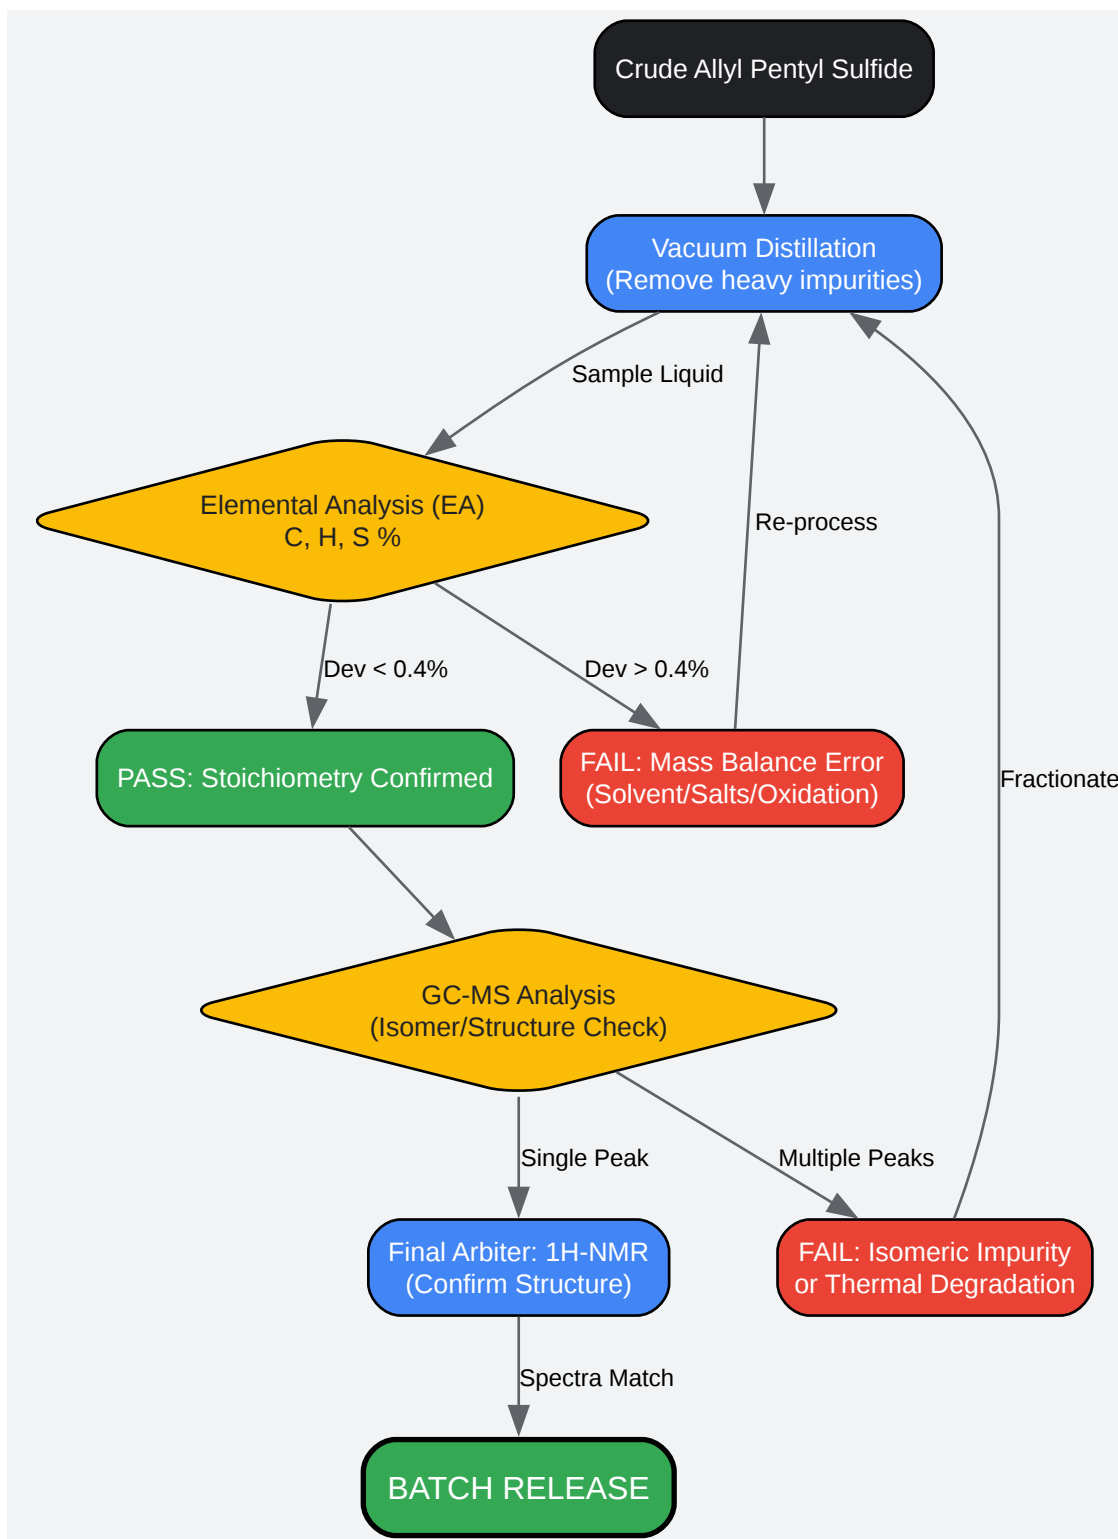 Crude Allyl Pentyl Sulfide
Vacuum Distillation
(Remove heavy impurities)
Sample Liquid
Elemental Analysis (EA)
C, H, S %
Re-process
Dev < 0.4%
Dev > 0.4%
PASS: Stoichiometry Confirmed
FAIL: Mass Balance Error
(Solvent/Salts/Oxidation)
Fractionate
GC-MS Analysis
(Isomer/Structure Check)
Single Peak
Multiple Peaks
Final Arbiter: 1H-NMR
(Confirm Structure)
FAIL: Isomeric Impurity
or Thermal Degradation
Spectra Match
BATCH RELEASE